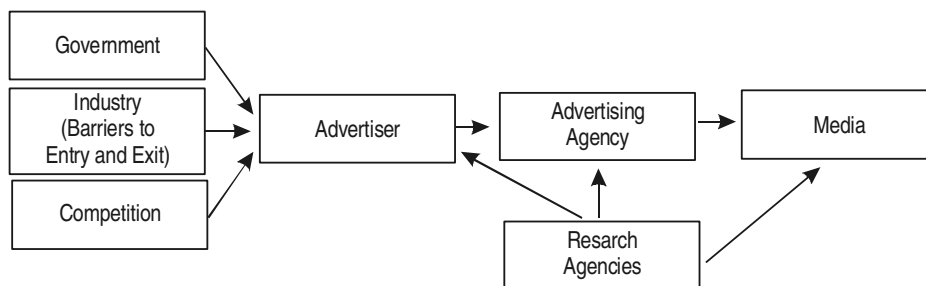 Government
Industry
(Barriers to
Entry and Exit)
Competition
Advertiser
Advertising
Agency
Media
Resarch
Agencies